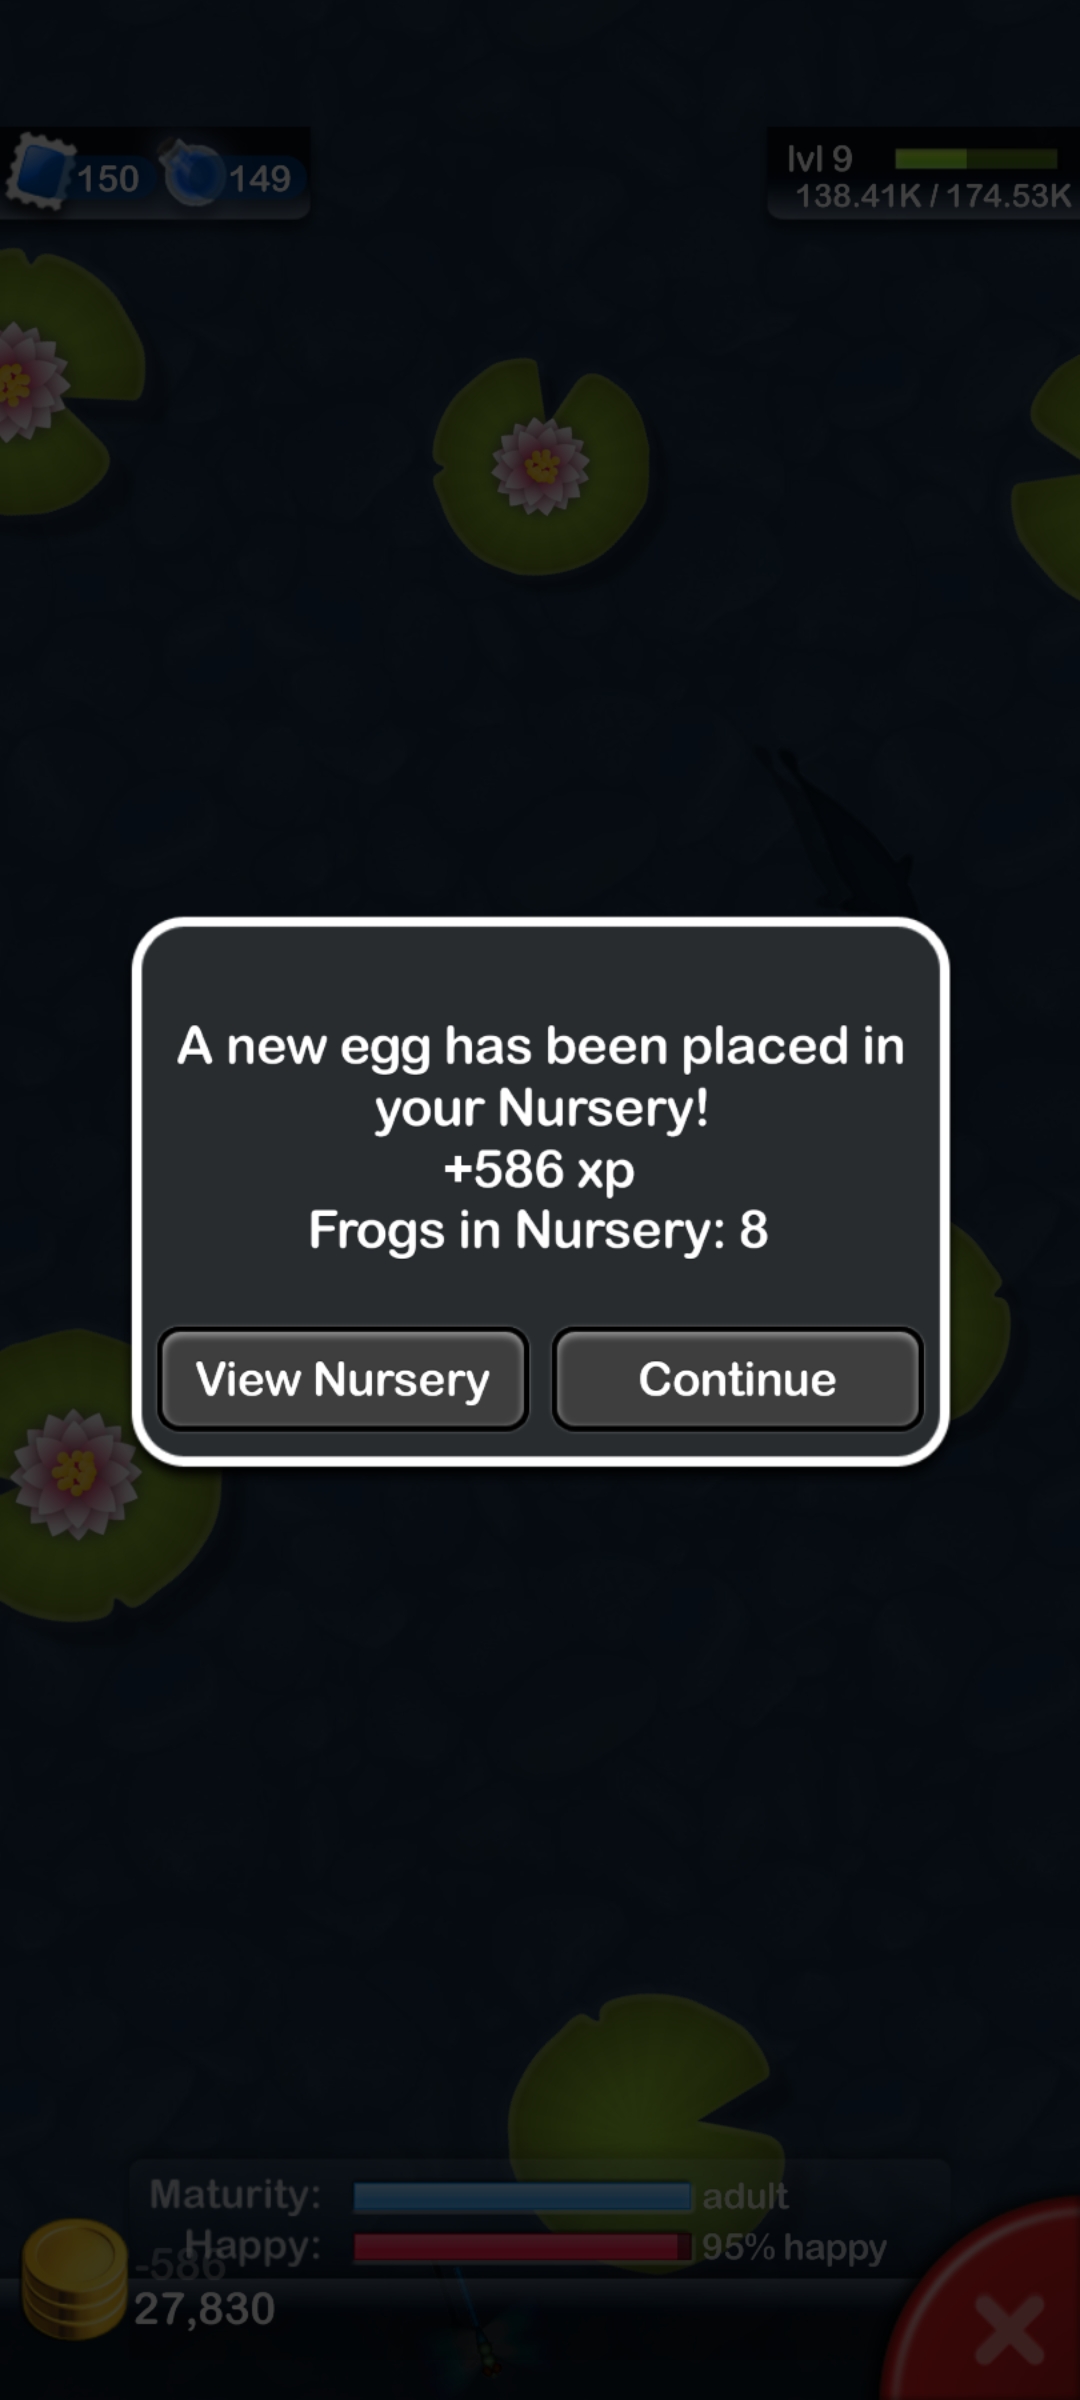 150
149
lvl 9
138.41K / 174.53K
A new egg has been placed in
your Nursery!
+586 xp
Frogs in Nursery: 8
View Nursery
Continue
Maturity:
adult
Happy:
95% happy
-586
27,830